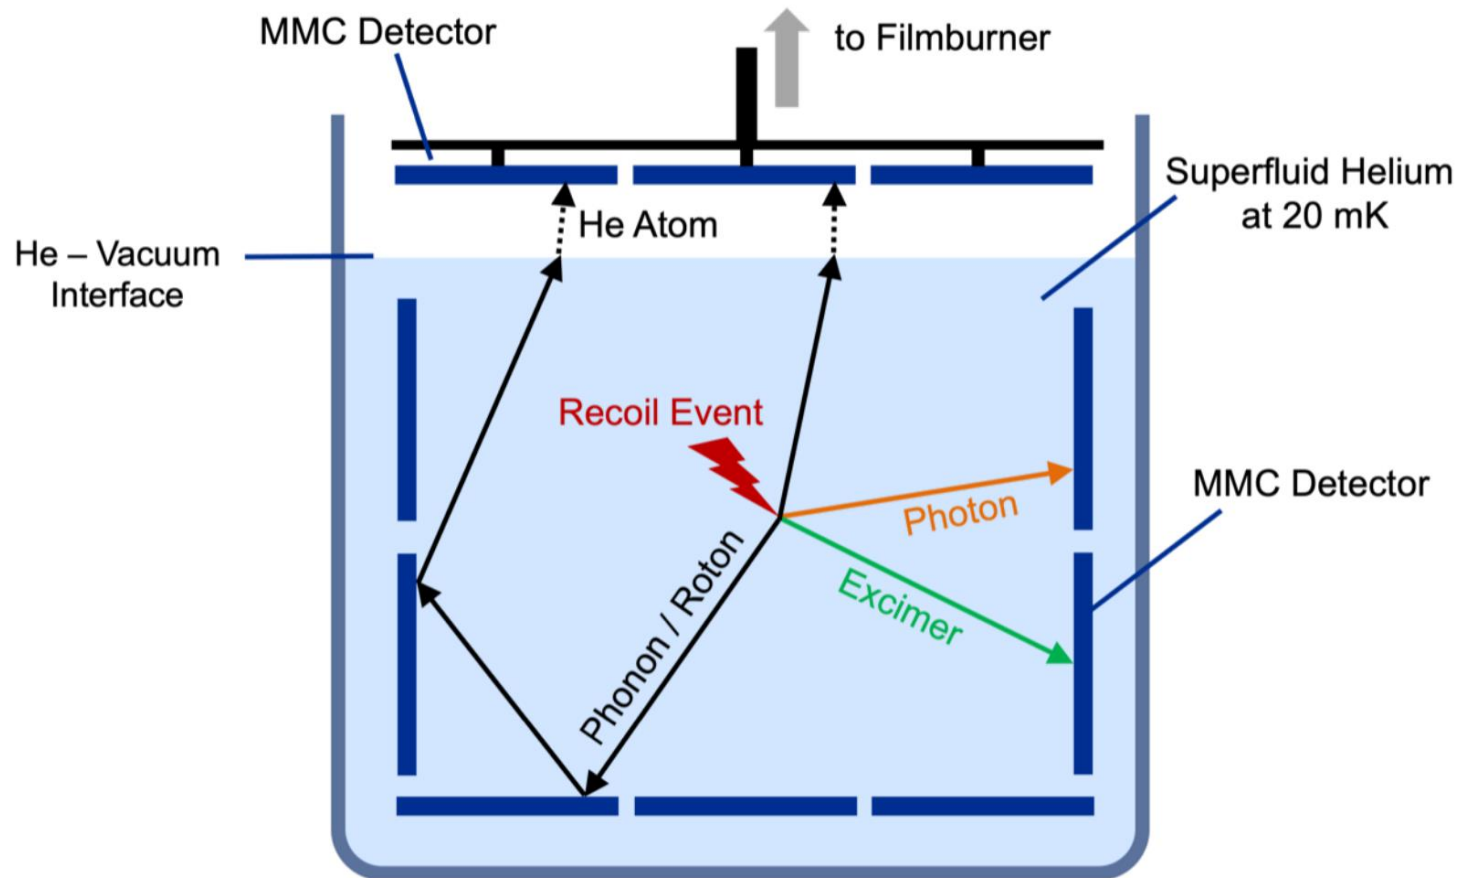 MMC Detector
to Filmburner
Superfluid Helium
at 20 mK
He Atom
He – Vacuum
Interface
Recoil Event
MMC Detector
Photon
Excimer
Phonon / Roton